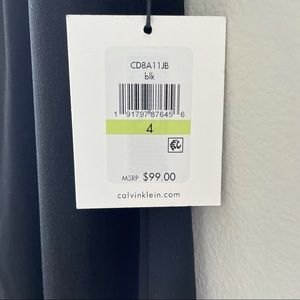 CD8A11JB
blk
1 91797 87645 6
4
MSRP $99.00
calvinklein.com